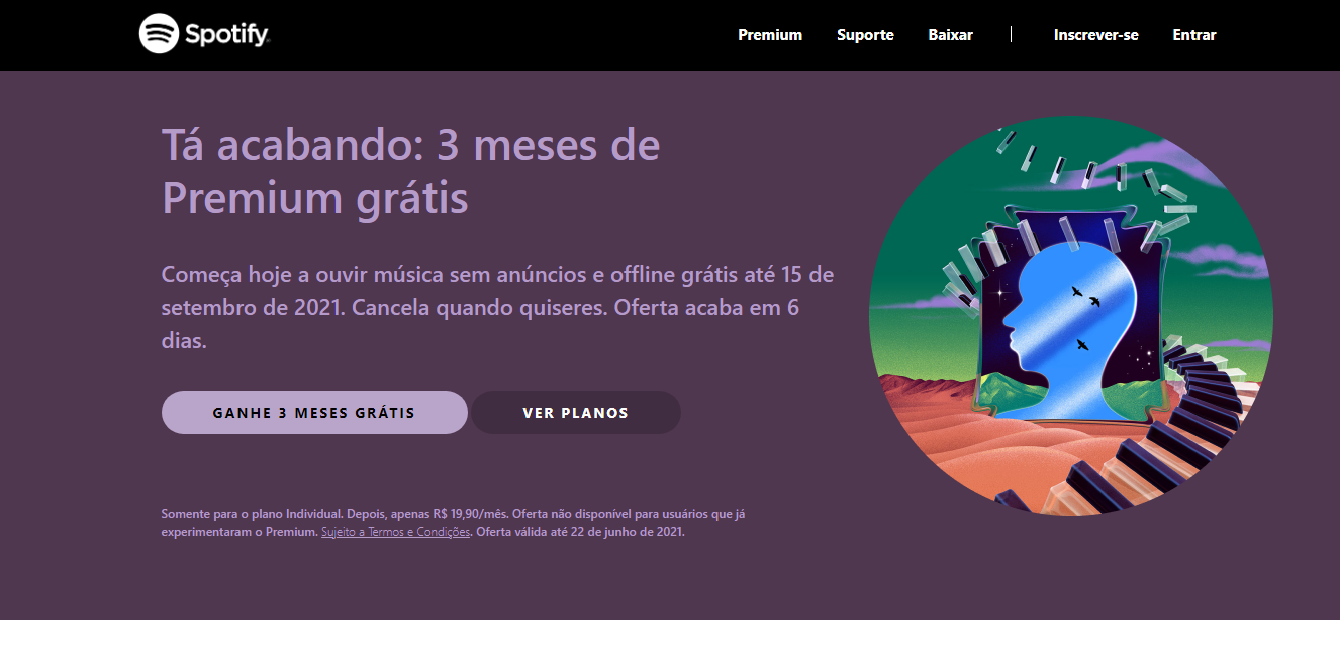 Spotify
Premium Suporte Baixar Inscrever-se Entrar
Tá acabando: 3 meses de
Premium grátis
Começa hoje a ouvir música sem anúncios e offline grátis até 15 de
setembro de 2021. Cancela quando quiseres. Oferta acaba em 6
dias.
GANHE 3 MESES GRÁTIS VER PLANOS
Somente para o plano Individual. Depois, apenas R$ 19,90/mês. Oferta não disponível para usuários que já
experimentaram o Premium. Sujeito a Termos e Condições. Oferta válida até 22 de junho de 2021.